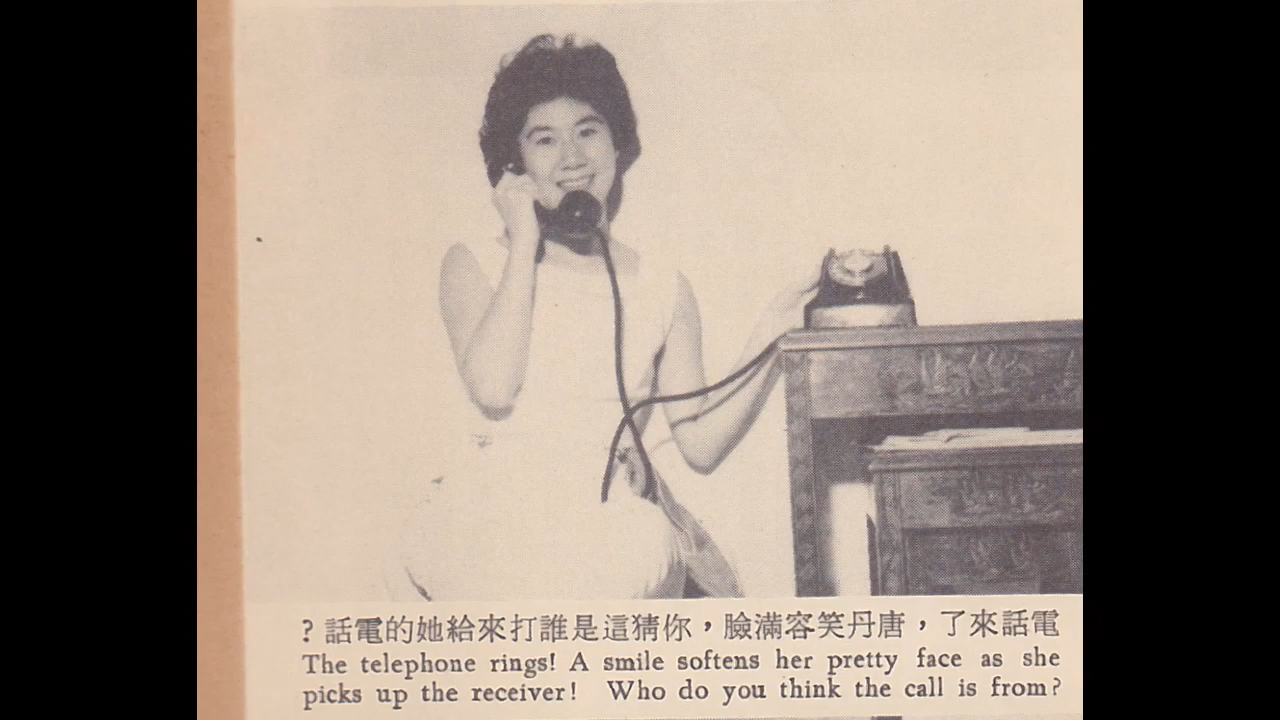 電話來了，唐丹笑容滿臉，你猜這是誰打來給她的電話?
The telephone rings! A smile softens her pretty face as she
picks up the receiver! Who do you think the call is from?